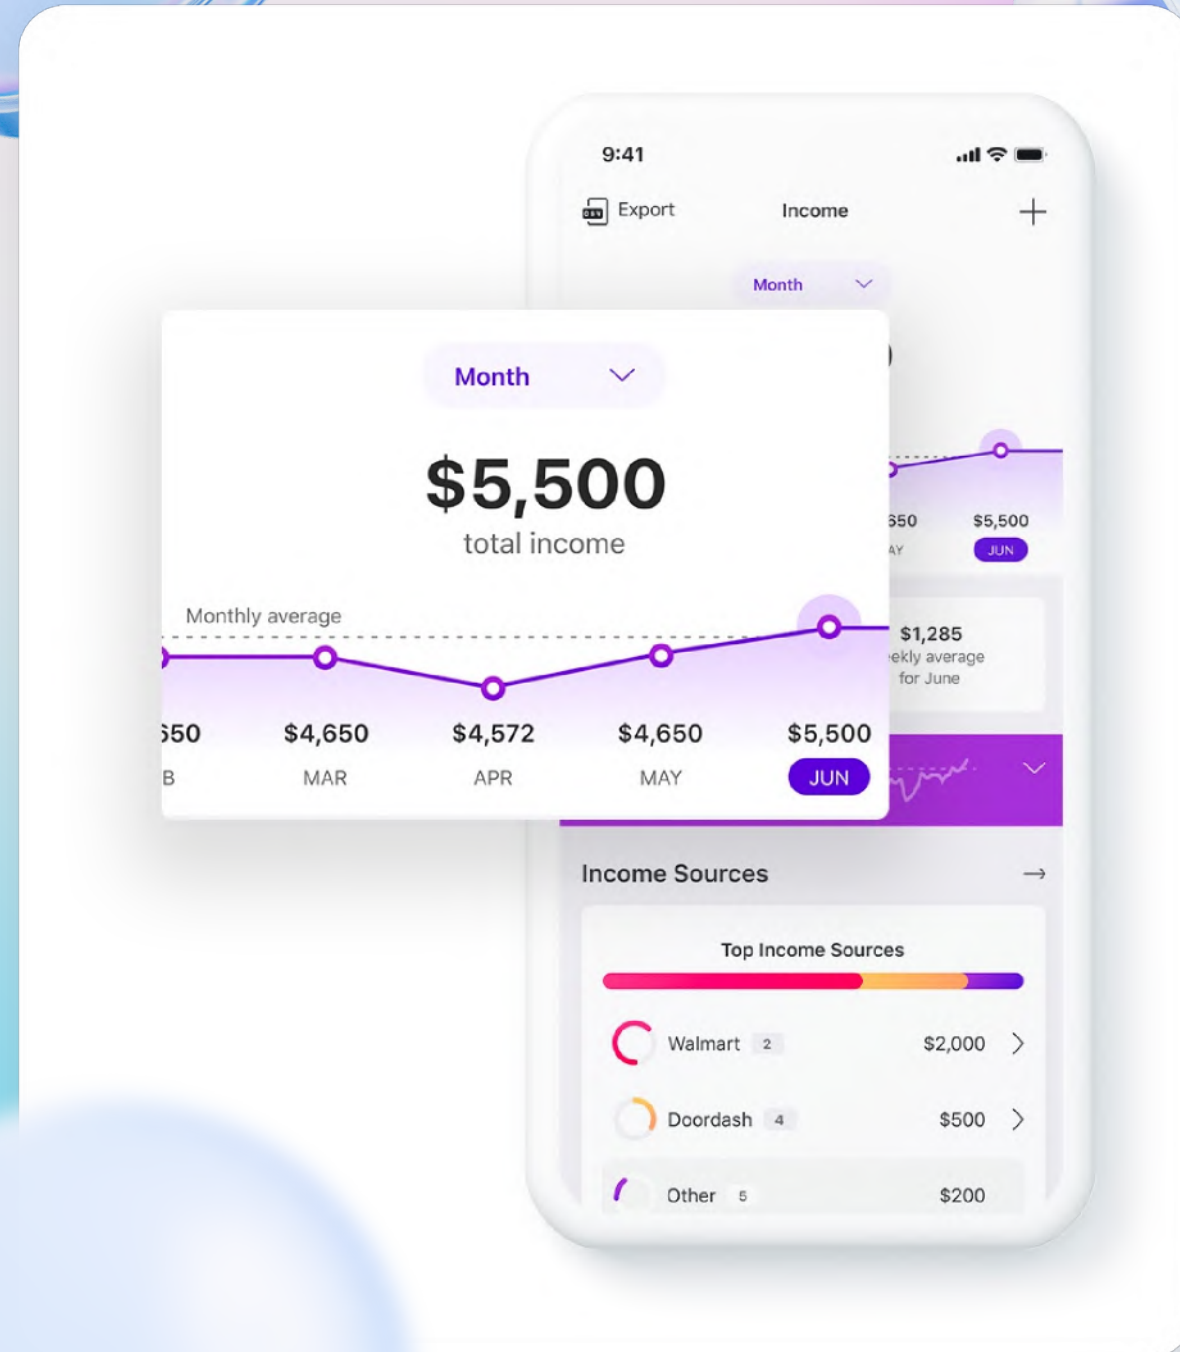 9:41
Export
Income
Month
Month
$5,500
total income
Monthly average
$4,650
$4,572
$4,650
$5,500
MAR
APR
MAY
JUN
$5,500
JUN
$1,285
average
for June
Income Sources
Top Income Sources
Walmart 2 $2,000
Doordash 4 $500
Other 5 $200